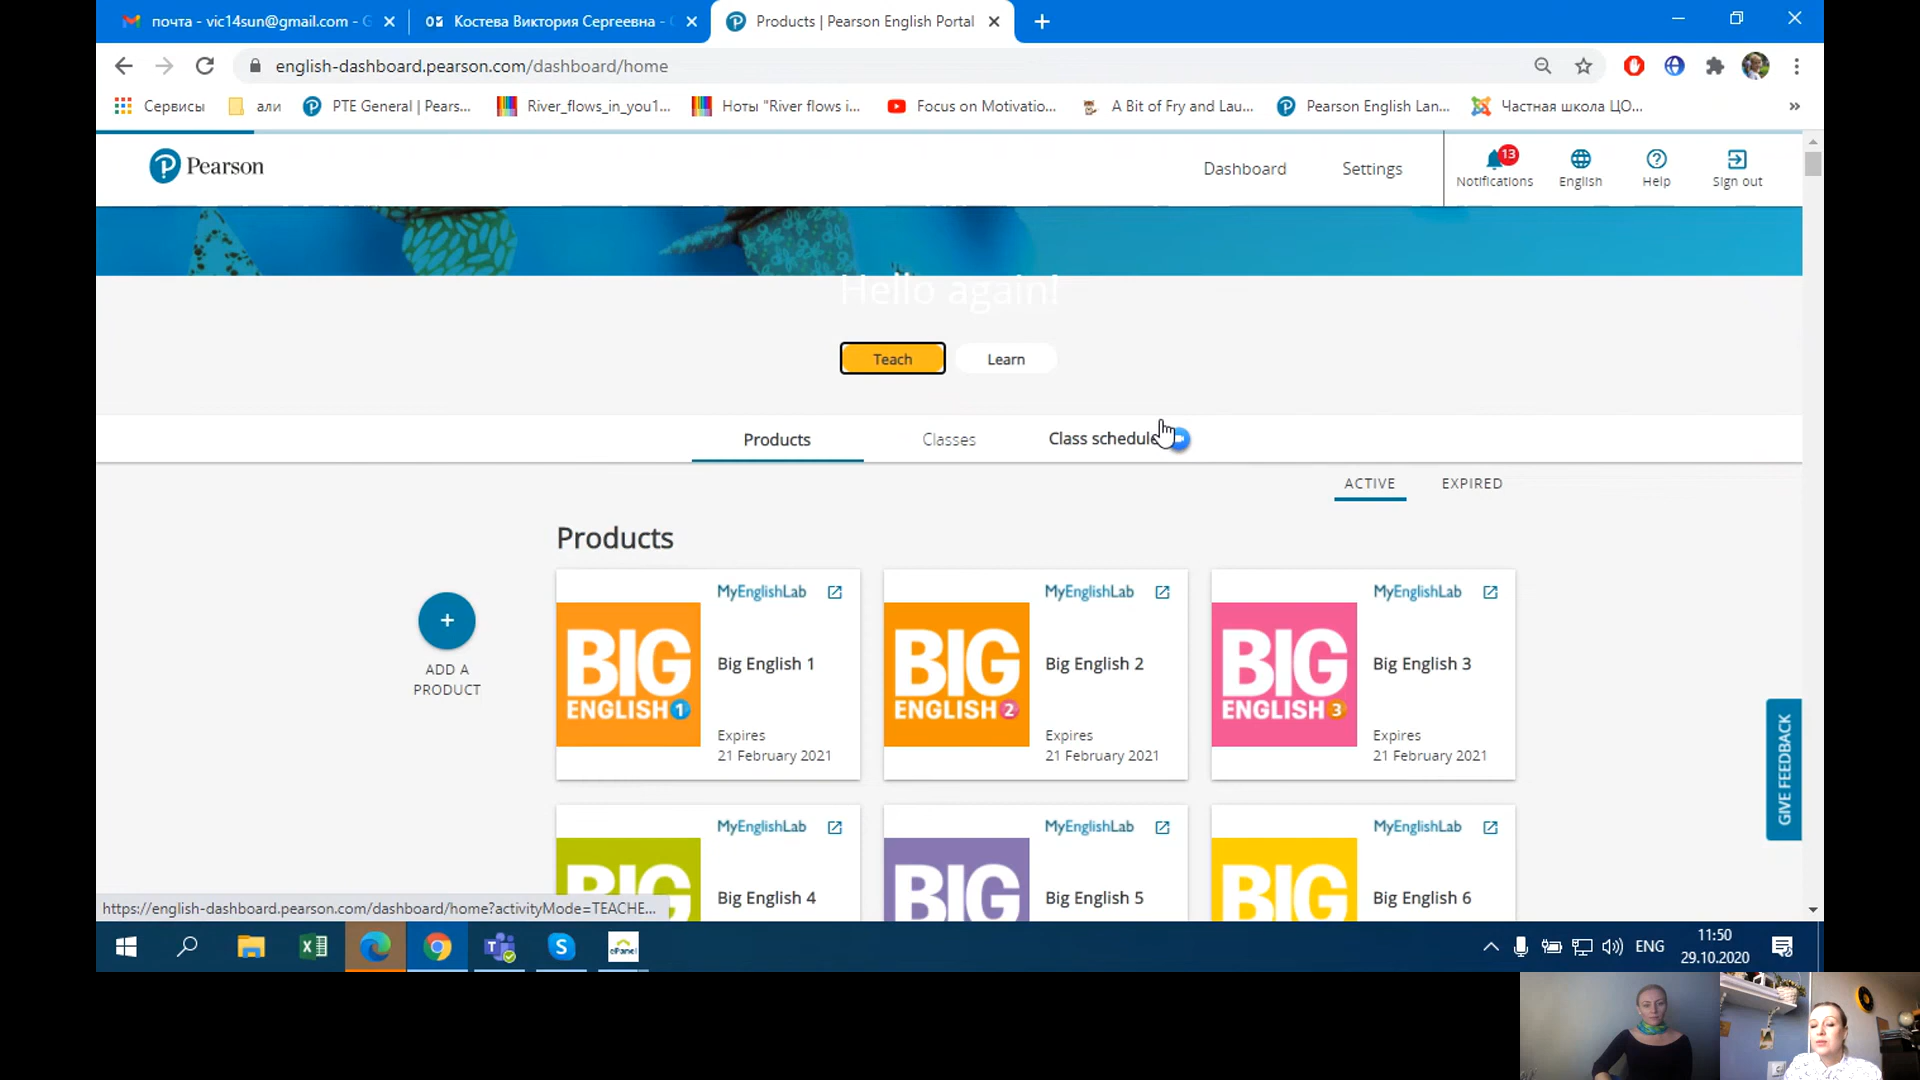 почта - vic14sun@gmail.com - G
Костева Виктория Сергеевна -
Products | Pearson English Portal
english-dashboard.pearson.com/dashboard/home
Сервисы
али
PTE General | Pears...
River_flows_in_you1...
Ноты "River flows i...
Focus on Motivatio...
A Bit of Fry and Lau...
Pearson English Lan...
Частная школа ЦО...
Pearson
Dashboard
Settings
13
Notifications
English
Help
Sign out
Hello again!
Teach
Learn
Products
Classes
Class schedule
ACTIVE
EXPIRED
Products
ADD A
PRODUCT
MyEnglishLab
BIG
ENGLISH 1
Big English 1
Expires
21 February 2021
MyEnglishLab
BIG
ENGLISH 2
Big English 2
Expires
21 February 2021
MyEnglishLab
BIG
ENGLISH 3
Big English 3
Expires
21 February 2021
MyEnglishLab
BIG
Big English 4
MyEnglishLab
BIG
Big English 5
MyEnglishLab
BIG
Big English 6
GIVE FEEDBACK
https://english-dashboard.pearson.com/dashboard/home?activityMode=TEACHE...
ePanel
ENG
11:50
29.10.2020